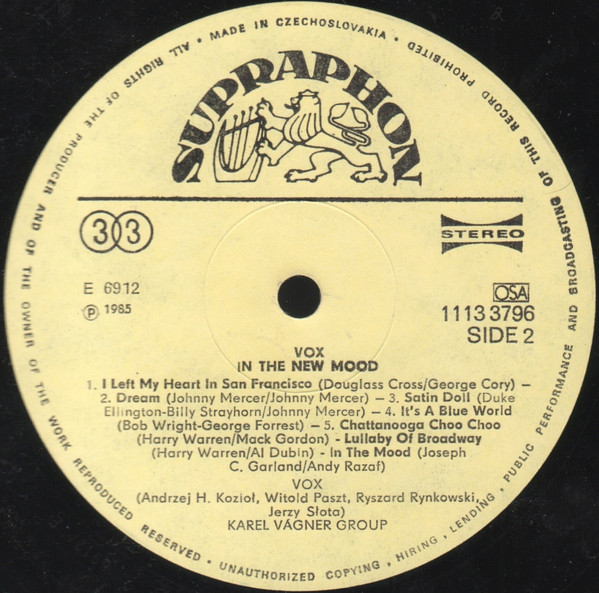 ALL RIGHTS OF THE PRODUCER AND OF THE OWNER OF THE WORK REPRODUCED RESERVED • UNAUTHORIZED COPYING, HIRING, LENDING, PUBLIC PERFORMANCE AND BROADCASTING OF THIS RECORD PROHIBITED • MADE IN CZECHOSLOVAKIA •
SUPRAPHON
33
STEREO
E 6912
OSA
℗ 1985
1113 3796
SIDE 2
VOX
IN THE NEW MOOD
1. I Left My Heart In San Francisco (Douglass Cross/George Cory) –
2. Dream (Johnny Mercer/Johnny Mercer) – 3. Satin Doll (Duke
Ellington-Billy Strayhorn/Johnny Mercer) – 4. It's A Blue World
(Bob Wright-George Forrest) – 5. Chattanooga Choo Choo
(Harry Warren/Mack Gordon) - Lullaby Of Broadway
(Harry Warren/Al Dubin) - In The Mood (Joseph
C. Garland/Andy Razaf)
VOX
(Andrzej H. Kozioł, Witold Paszt, Ryszard Rynkowski,
Jerzy Słota)
KAREL VÁGNER GROUP